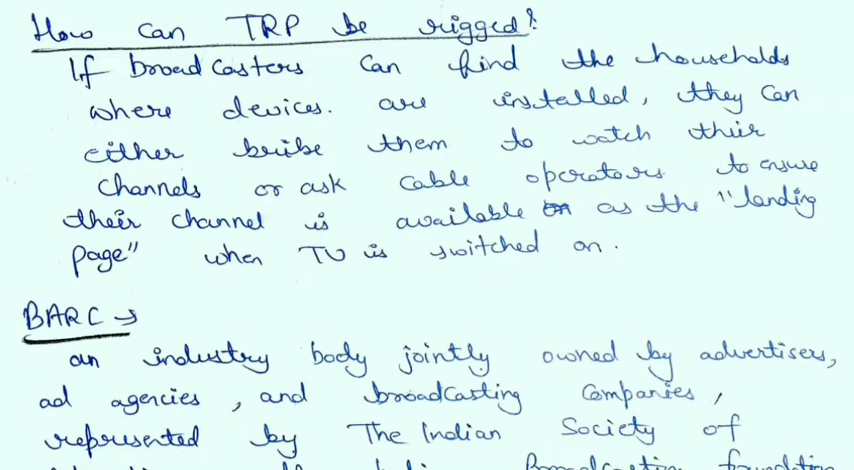 How can TRP be rigged?
If broadcasters can find the households
where devices. are installed, they can
either bribe them to watch their
channels or ask cable operators. to ensure
their channel is available as the "landing
page" when TV is switched on.
BARC →
an industry body jointly owned by advertisers,
ad agencies, and broadcasting companies,
represented by The Indian Society of
Broadcasting foundation